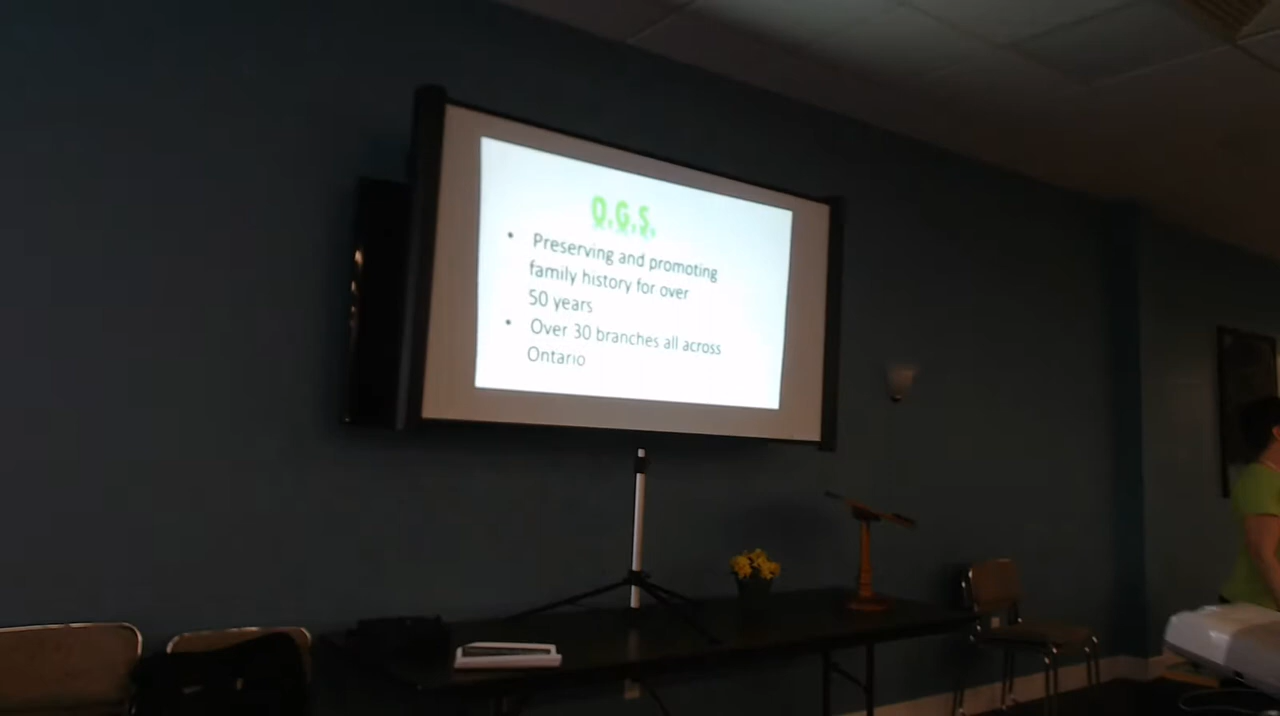 O.G.S.
• Preserving and promoting
family history for over
50 years
• Over 30 branches all across
Ontario